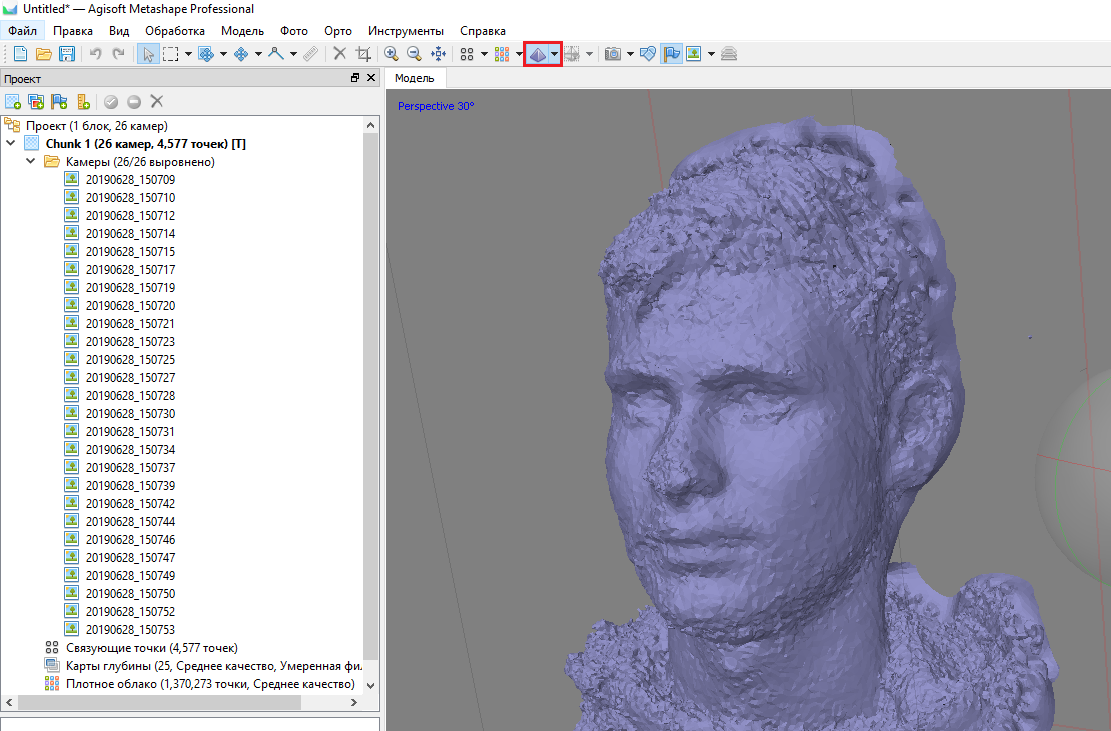 Untitled* — Agisoft Metashape Professional
Файл Правка Вид Обработка Модель Фото Орто Инструменты Справка
Проект
Модель
Perspective 30°
Проект (1 блок, 26 камер)
Chunk 1 (26 камер, 4,577 точек) [T]
Камеры (26/26 выровнено)
20190628_150709
20190628_150710
20190628_150712
20190628_150714
20190628_150715
20190628_150717
20190628_150719
20190628_150720
20190628_150721
20190628_150723
20190628_150725
20190628_150727
20190628_150728
20190628_150730
20190628_150731
20190628_150734
20190628_150737
20190628_150739
20190628_150742
20190628_150744
20190628_150746
20190628_150747
20190628_150749
20190628_150750
20190628_150752
20190628_150753
Связующие точки (4,577 точек)
Карты глубины (25, Среднее качество, Умеренная фи
Плотное облако (1,370,273 точки, Среднее качество)